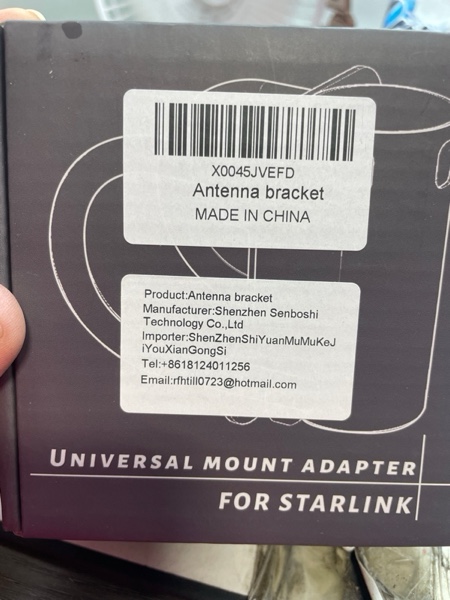 X0045JVEFD
Antenna bracket
MADE IN CHINA
Product:Antenna bracket
Manufacturer:Shenzhen Senboshi
Technology Co.,Ltd
Importer:ShenZhenShiYuanMuMuKeJ
iYouXianGongSi
Tel:+8618124011256
Email:rfhtill0723@hotmail.com
UNIVERSAL MOUNT ADAPTER
FOR STARLINK